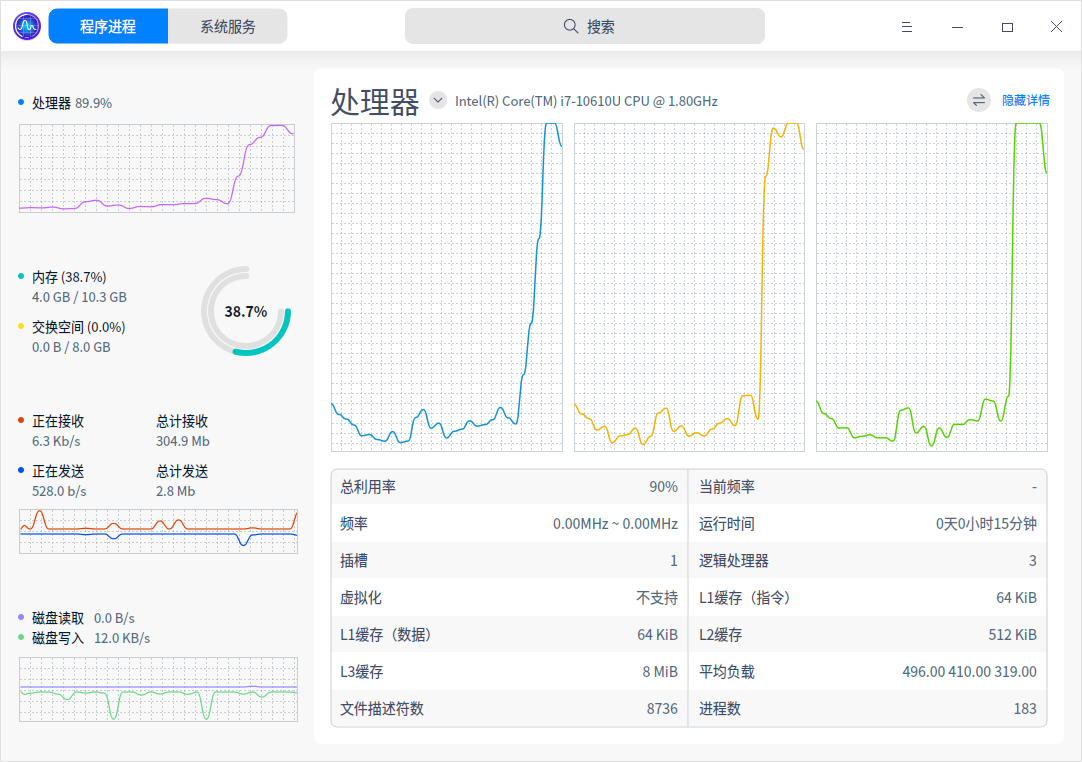 程序进程 系统服务 搜索
处理器 89.9%
内存 (38.7%)
4.0 GB / 10.3 GB
交换空间 (0.0%)
0.0 B / 8.0 GB
38.7%
正在接收 总计接收
6.3 Kb/s 304.9 Mb
正在发送 总计发送
528.0 b/s 2.8 Mb
磁盘读取 0.0 B/s
磁盘写入 12.0 KB/s
处理器 Intel(R) Core(TM) i7-10610U CPU @ 1.80GHz 隐藏详情
总利用率 90% 当前频率 -
频率 0.00MHz ~ 0.00MHz 运行时间 0天0小时15分钟
插槽 1 逻辑处理器 3
虚拟化 不支持 L1缓存（指令） 64 KiB
L1缓存（数据） 64 KiB L2缓存 512 KiB
L3缓存 8 MiB 平均负载 496.00 410.00 319.00
文件描述符数 8736 进程数 183